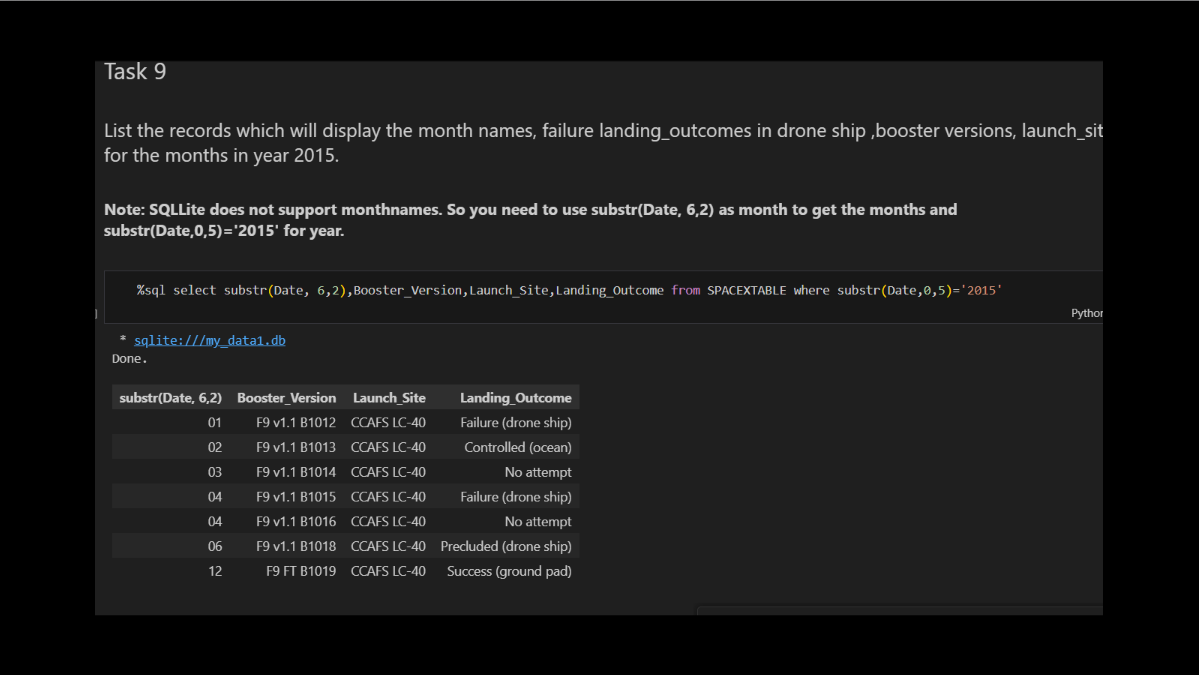 Task 9
List the records which will display the month names, failure landing_outcomes in drone ship ,booster versions, launch_sit
for the months in year 2015.
Note: SQLLite does not support monthnames. So you need to use substr(Date, 6,2) as month to get the months and
substr(Date,0,5)='2015' for year.
%sql select substr(Date, 6,2),Booster_Version,Launch_Site,Landing_Outcome from SPACEXTABLE where substr(Date,0,5)='2015'
Python
* sqlite:///my_data1.db
Done.
substr(Date, 6,2) Booster_Version Launch_Site Landing_Outcome
01 F9 v1.1 B1012 CCAFS LC-40 Failure (drone ship)
02 F9 v1.1 B1013 CCAFS LC-40 Controlled (ocean)
03 F9 v1.1 B1014 CCAFS LC-40 No attempt
04 F9 v1.1 B1015 CCAFS LC-40 Failure (drone ship)
04 F9 v1.1 B1016 CCAFS LC-40 No attempt
06 F9 v1.1 B1018 CCAFS LC-40 Precluded (drone ship)
12 F9 FT B1019 CCAFS LC-40 Success (ground pad)